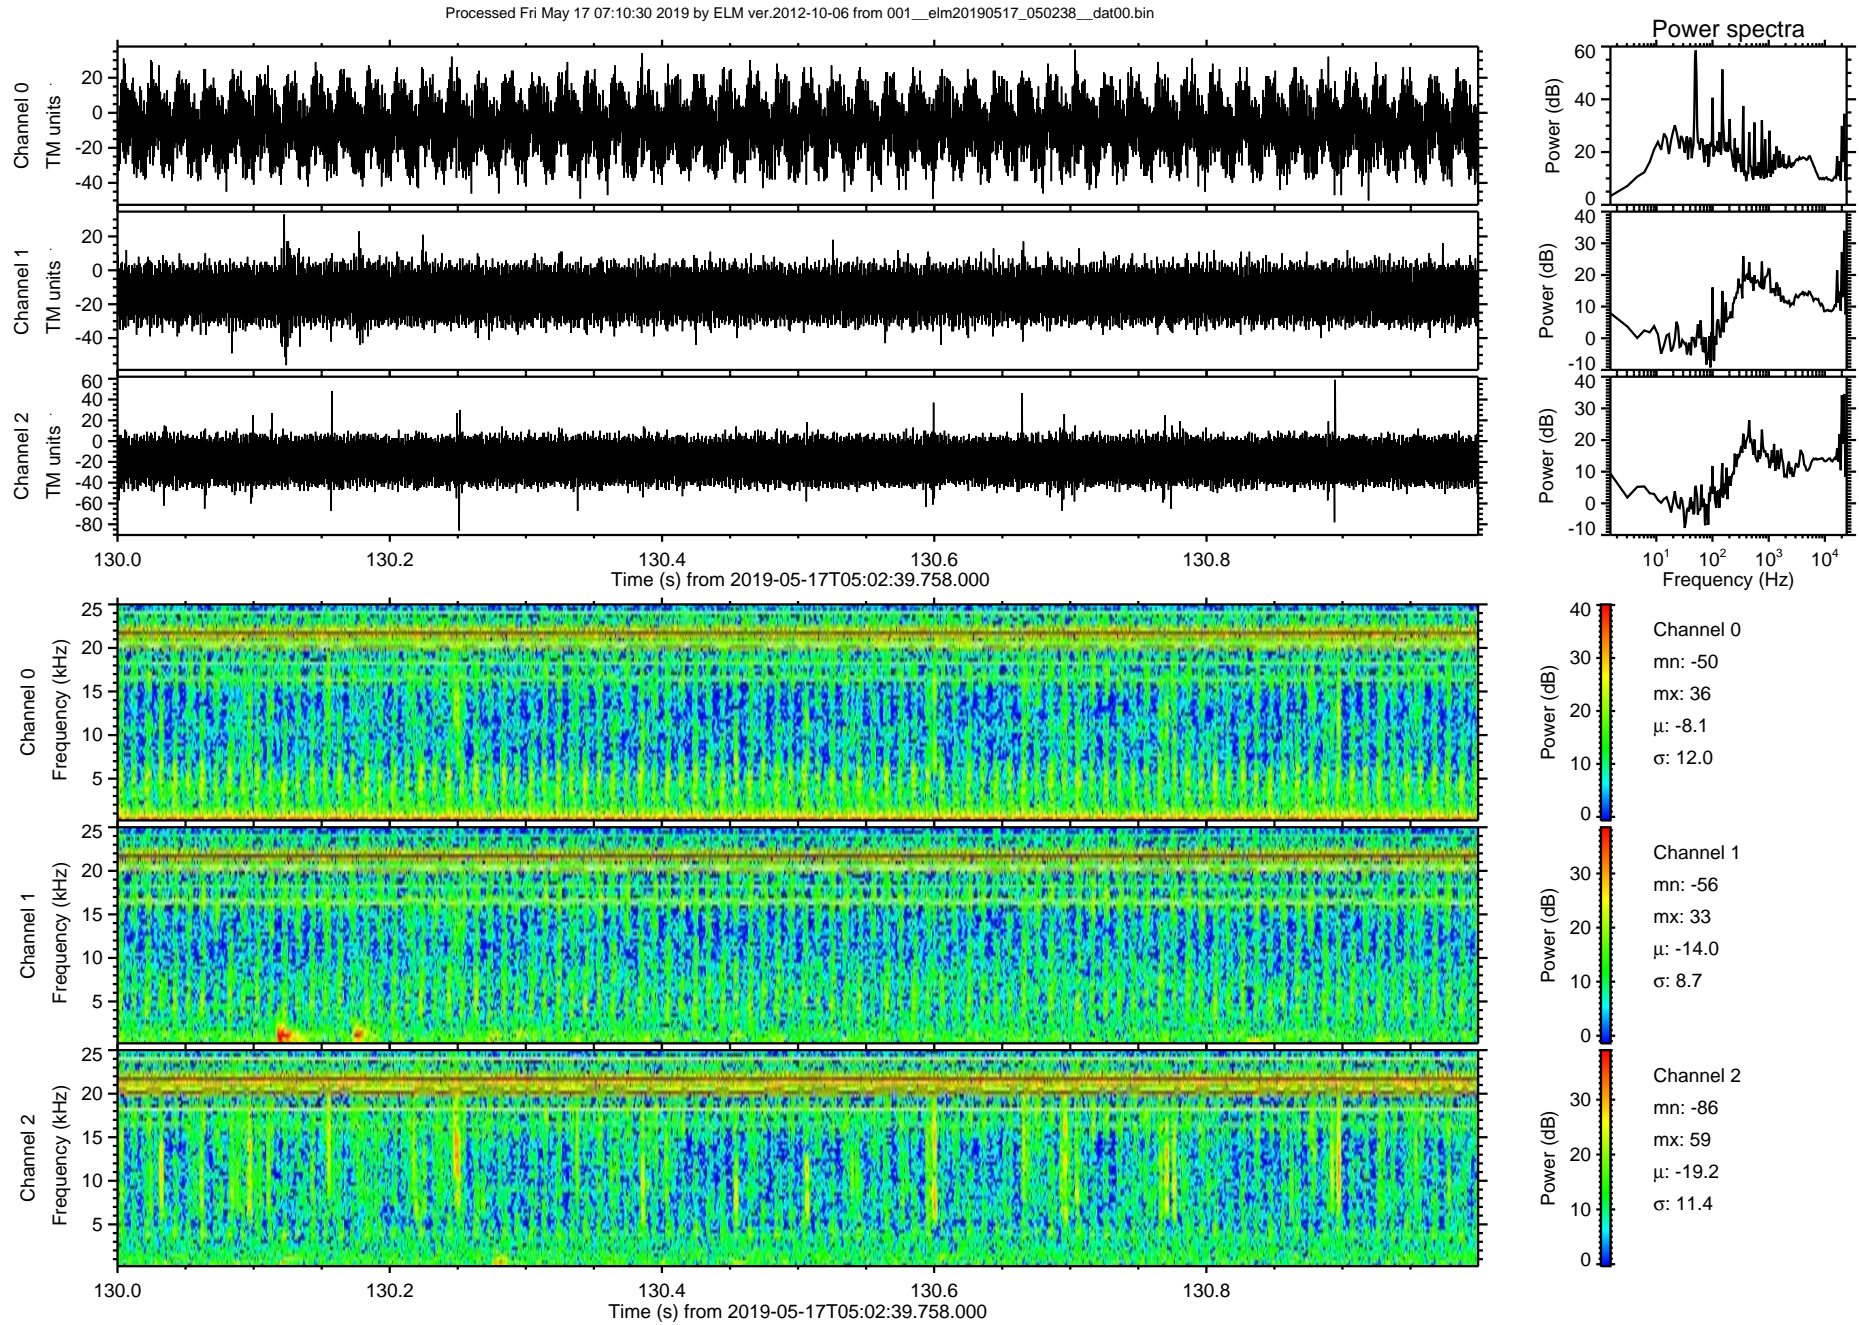 Processed Fri May 17 07:10:30 2019 by ELM ver.2012-10-06 from 001__elm20190517_050238__dat00.bin
Power spectra
Channel 0
TM units
20
0
-20
-40
Power (dB)
60
40
20
0
Channel 1
TM units
20
0
-20
-40
Power (dB)
40
30
20
10
0
-10
Channel 2
TM units
60
40
20
0
-20
-40
-60
-80
Power (dB)
40
30
20
10
0
-10
130.0 130.2 130.4 130.6 130.8
Time (s) from 2019-05-17T05:02:39.758.000
10¹ 10² 10³ 10⁴
Frequency (Hz)
Channel 0
Frequency (kHz)
25
20
15
10
5
Power (dB)
40
30
20
10
0
Channel 0
mn: -50
mx: 36
μ: -8.1
σ: 12.0
Channel 1
Frequency (kHz)
25
20
15
10
5
Power (dB)
30
20
10
0
Channel 1
mn: -56
mx: 33
μ: -14.0
σ: 8.7
Channel 2
Frequency (kHz)
25
20
15
10
5
Power (dB)
30
20
10
0
Channel 2
mn: -86
mx: 59
μ: -19.2
σ: 11.4
130.0 130.2 130.4 130.6 130.8
Time (s) from 2019-05-17T05:02:39.758.000